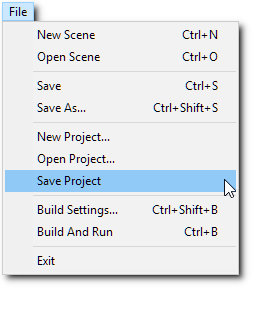 File
New Scene Ctrl+N
Open Scene Ctrl+O
Save Ctrl+S
Save As... Ctrl+Shift+S
New Project...
Open Project...
Save Project
Build Settings... Ctrl+Shift+B
Build And Run Ctrl+B
Exit